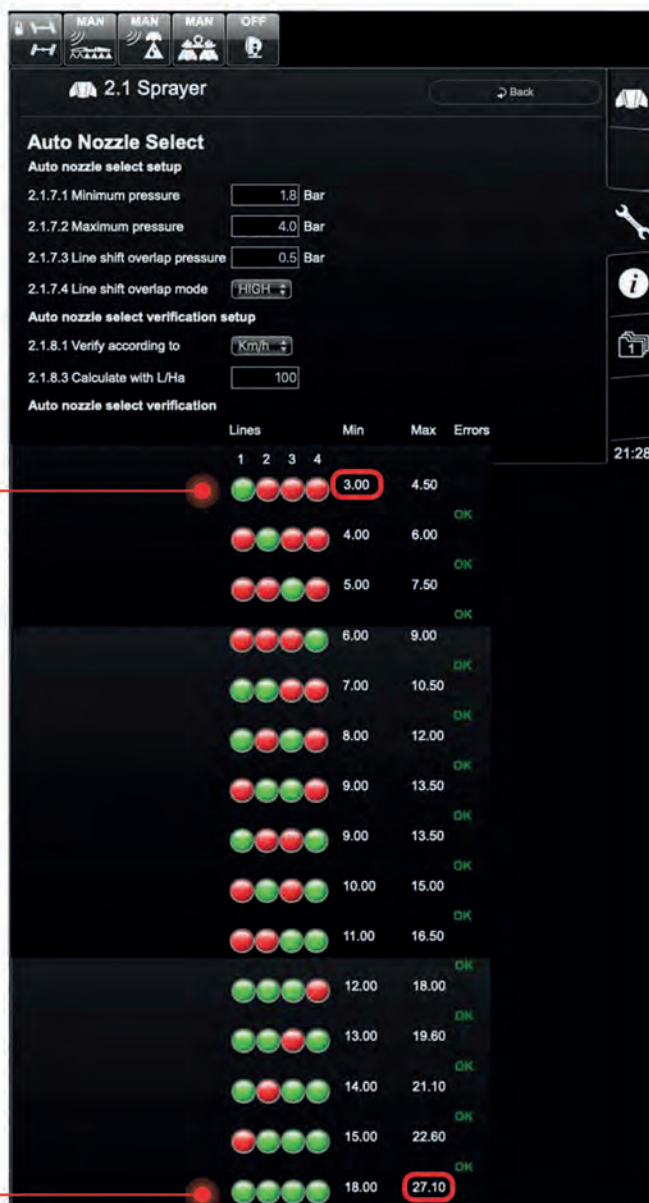 MAN MAN MAN OFF
2.1 Sprayer
Back
Auto Nozzle Select
Auto nozzle select setup
2.1.7.1 Minimum pressure 1.8 Bar
2.1.7.2 Maximum pressure 4.0 Bar
2.1.7.3 Line shift overlap pressure 0.5 Bar
2.1.7.4 Line shift overlap mode HIGH
i
Auto nozzle select verification setup
2.1.8.1 Verify according to Km/h
1
2.1.8.3 Calculate with L/Ha 100
Auto nozzle select verification
Lines Min Max Errors
21:28
1 2 3 4
3.00 4.50
OK
4.00 6.00
OK
5.00 7.50
OK
6.00 9.00
OK
7.00 10.50
OK
8.00 12.00
OK
9.00 13.50
OK
9.00 13.50
OK
10.00 15.00
OK
11.00 16.50
OK
12.00 18.00
OK
13.00 19.60
OK
14.00 21.10
OK
15.00 22.60
OK
18.00 27.10